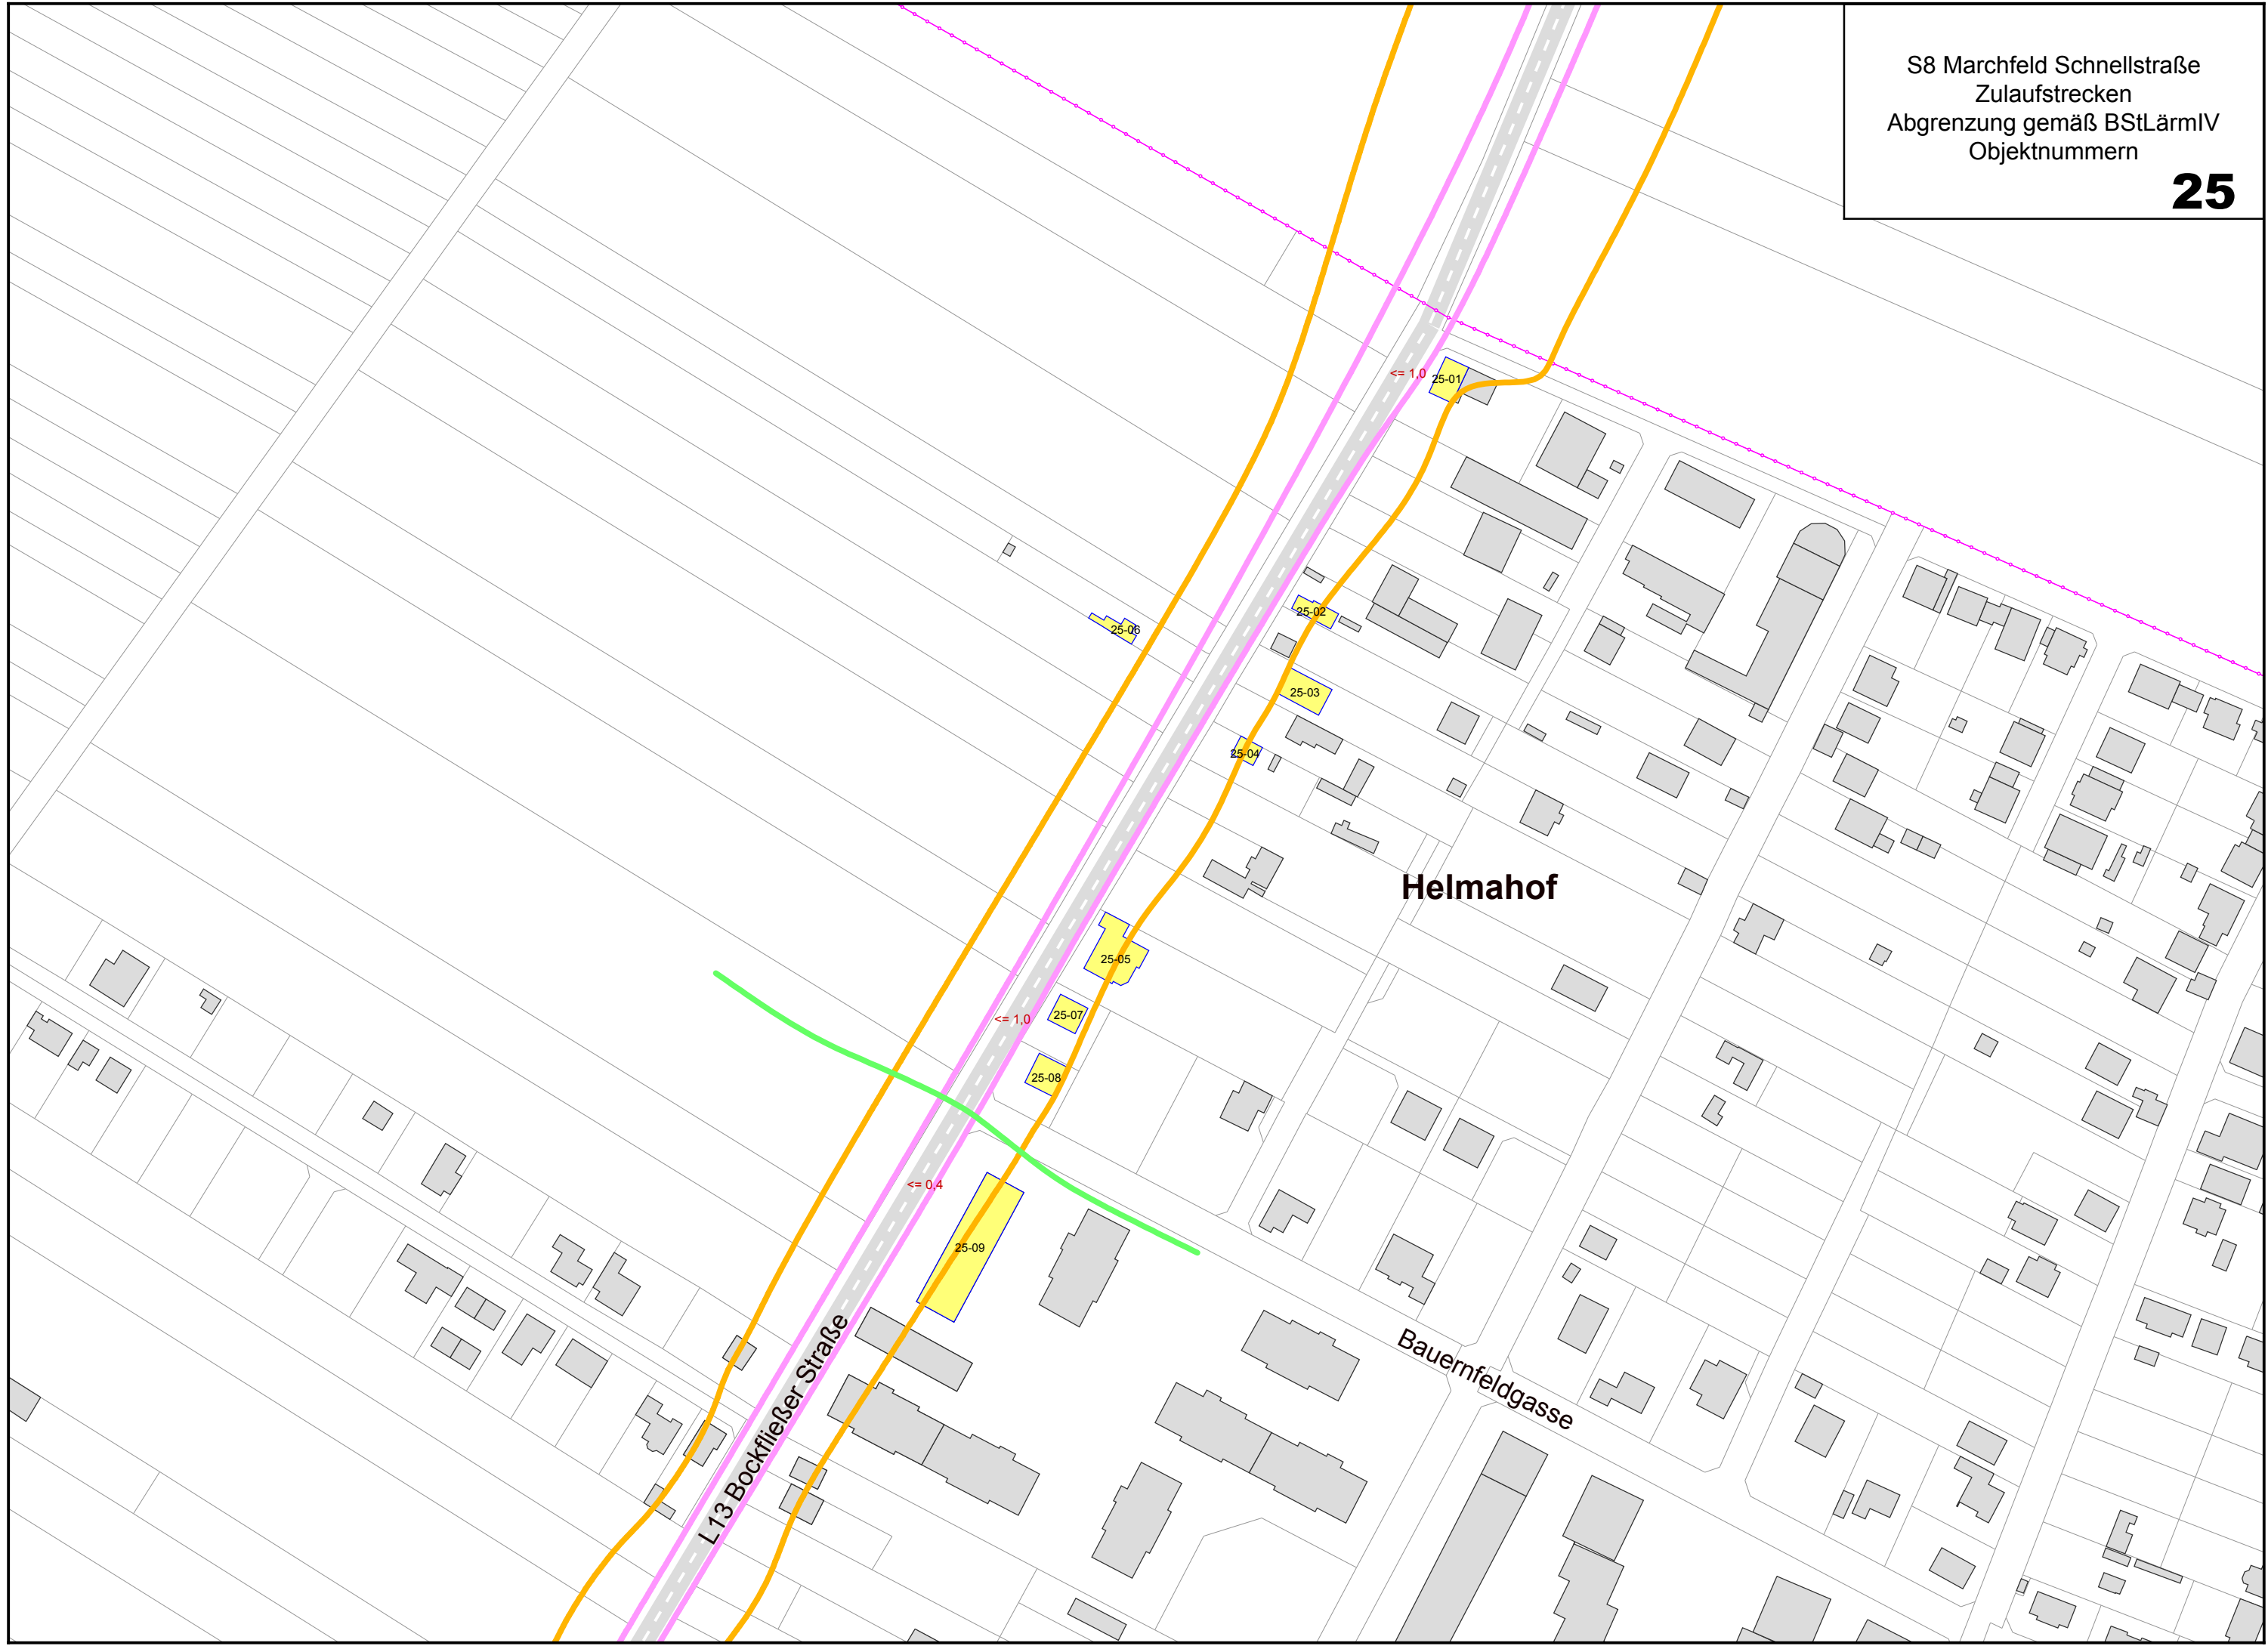 S8 Marchfeld Schnellstraße
Zulaufstrecken
Abgrenzung gemäß BStLärmIV
Objektnummern
25
<= 1,0
25-01
25-02
25-06
25-03
25-04
Helmahof
25-05
25-07
<= 1,0
25-08
<= 0,4
25-09
L13 Bockfließer Straße
Bauernfeldgasse